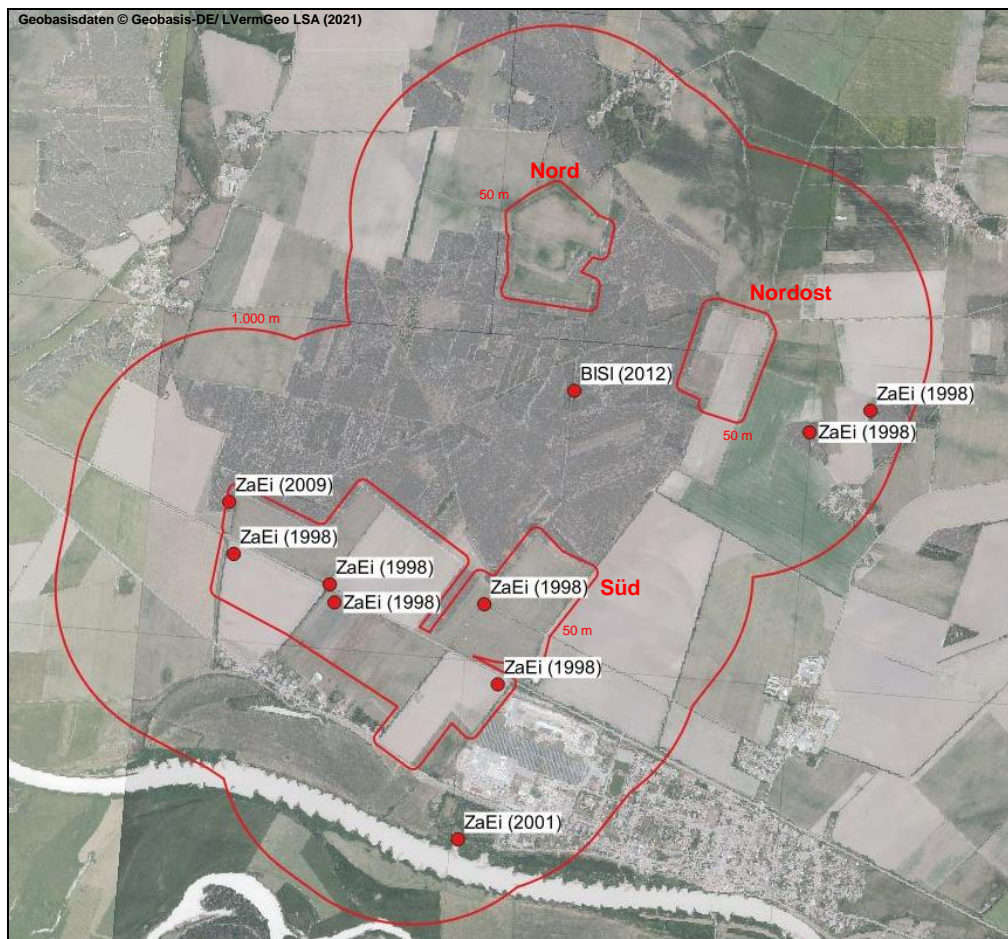 Geobasisdaten © Geobasis-DE/ LVermGeo LSA (2021)
Nord
50 m
Nordost
1.000 m
BISI (2012)
ZaEi (1998)
ZaEi (1998)
50 m
ZaEi (2009)
ZaEi (1998)
ZaEi (1998)
ZaEi (1998)
ZaEi (1998)
Süd
50 m
ZaEi (1998)
ZaEi (2001)